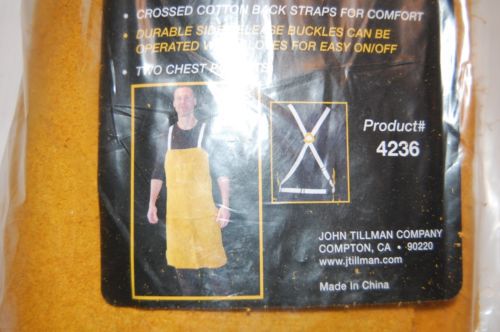 • CROSSED COTTON BACK STRAPS FOR COMFORT
• DURABLE SIDE RELEASE BUCKLES CAN BE
OPERATED W GLOVES FOR EASY ON/OFF
• TWO CHEST
Product#
4236
JOHN TILLMAN COMPANY
COMPTON, CA • 90220
www.jtillman.com
Made In China